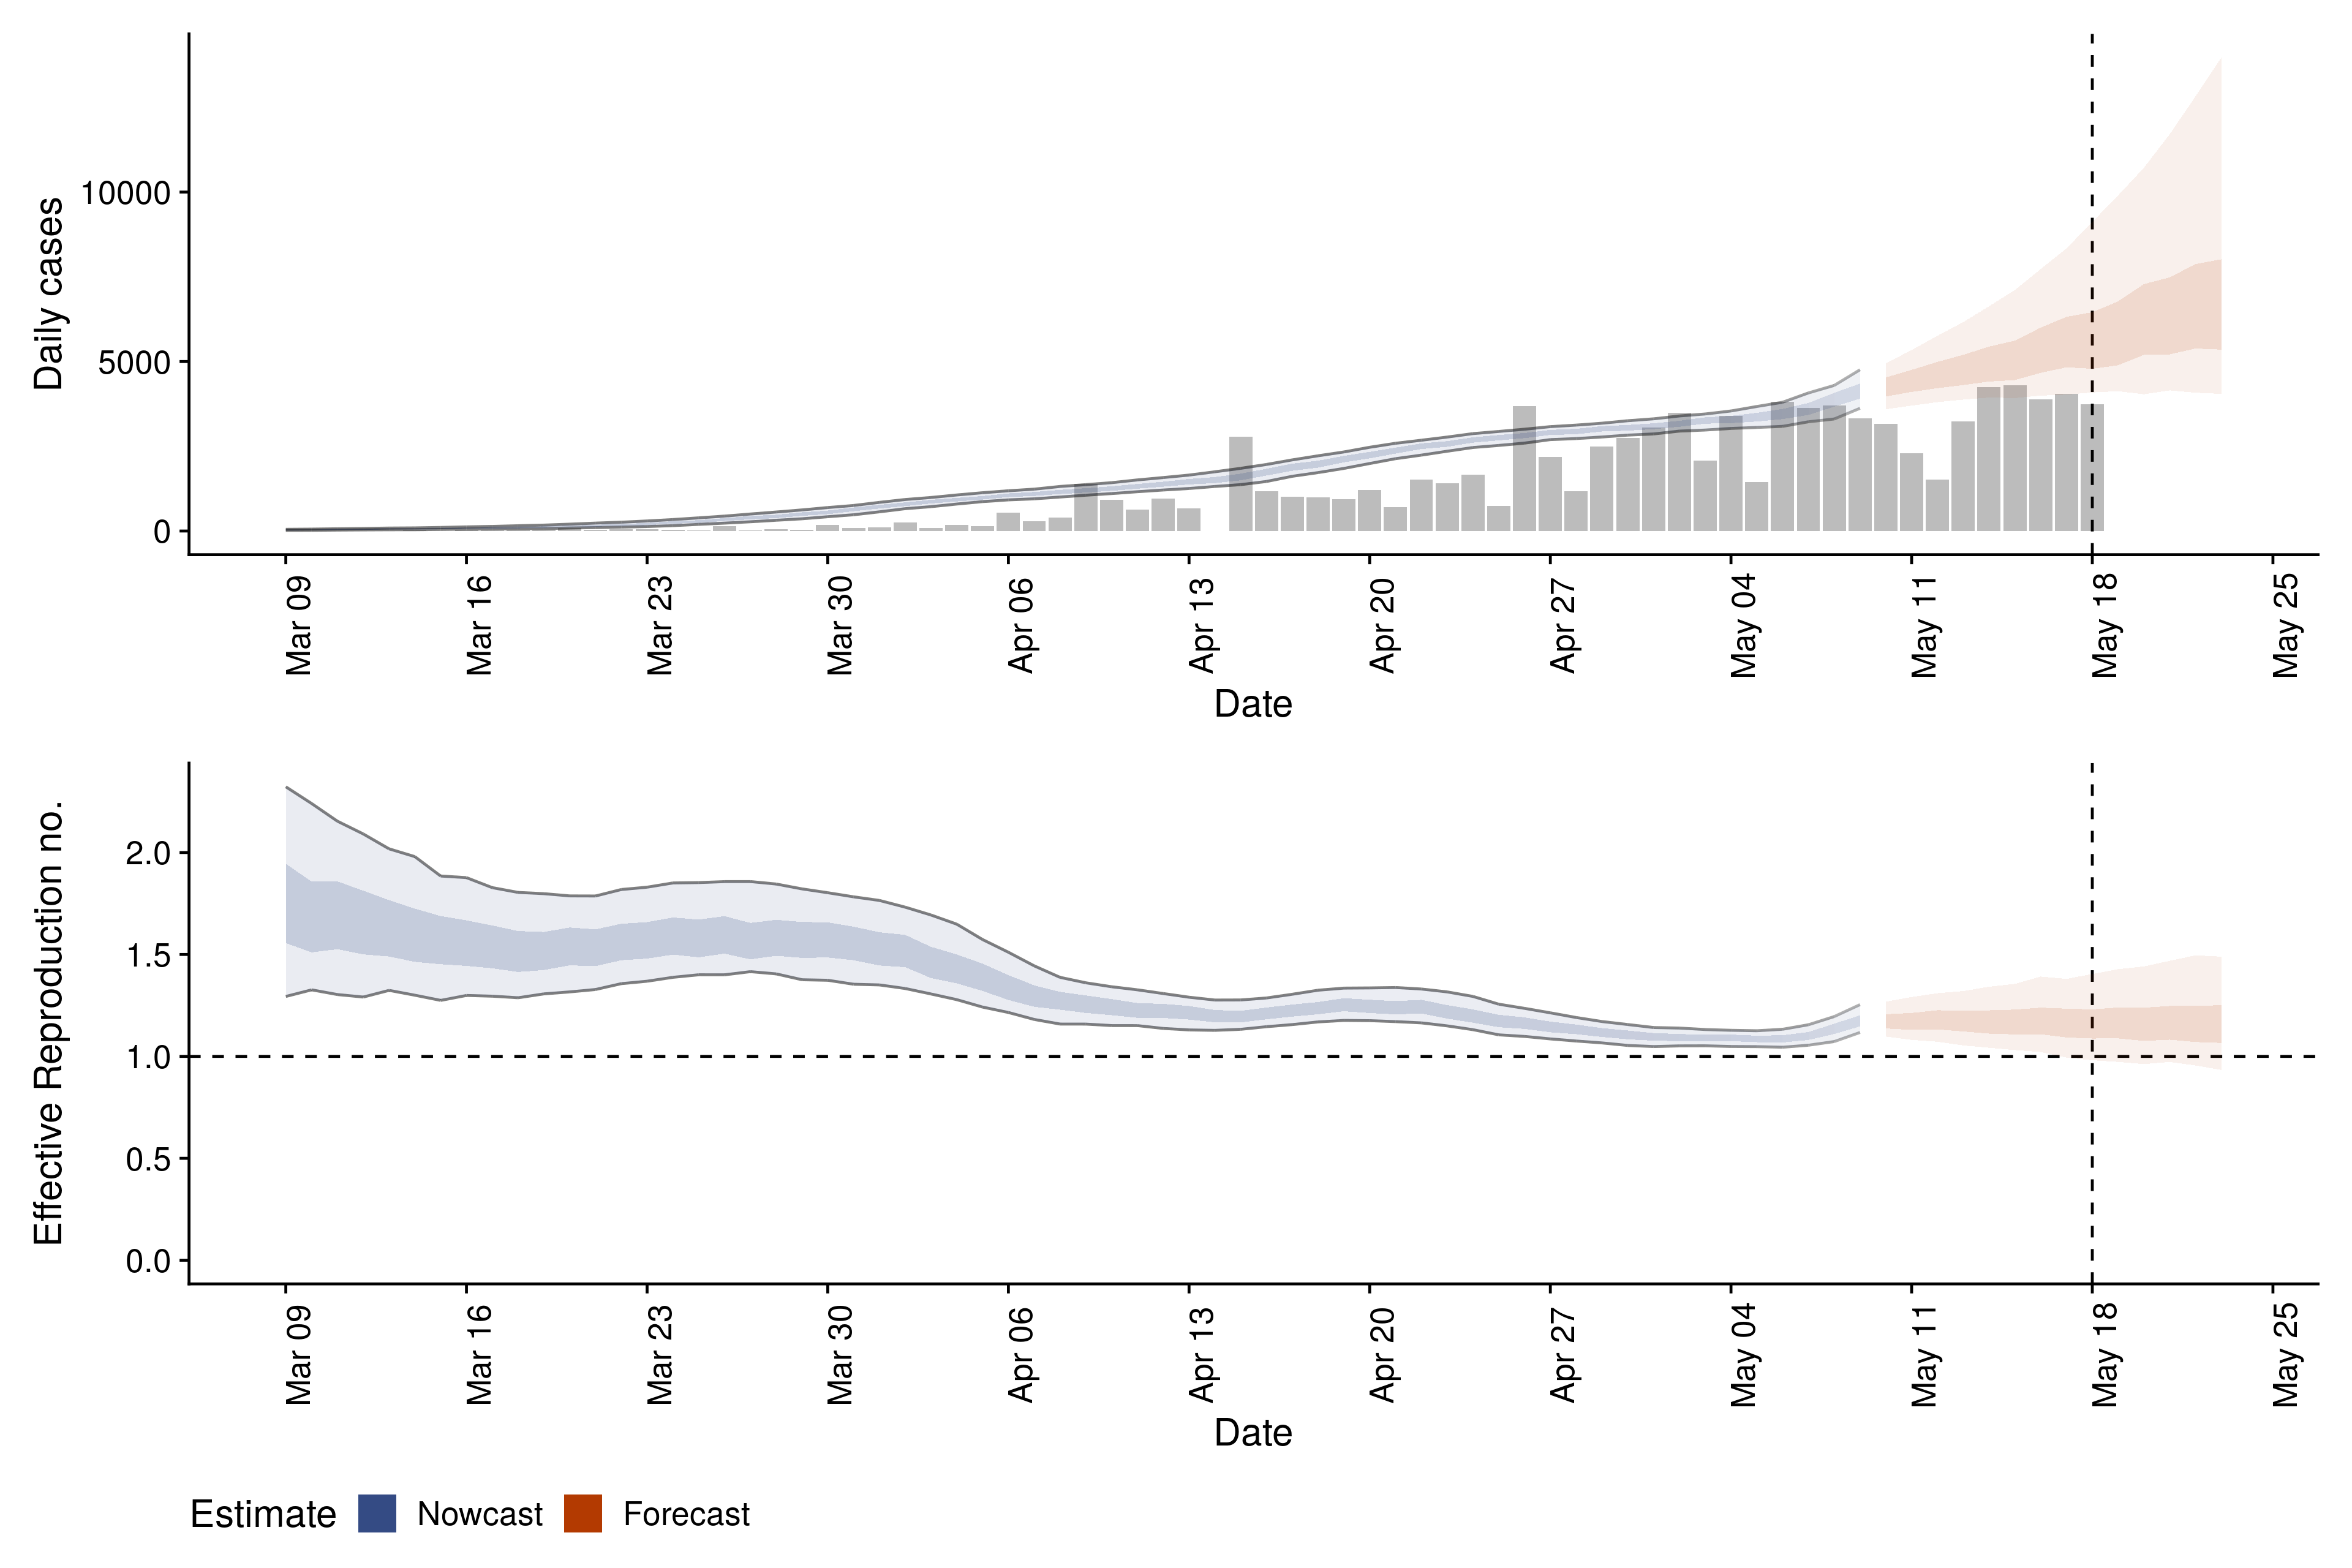 Daily cases
10000
5000
0
Mar 09
Mar 16
Mar 23
Mar 30
Apr 06
Apr 13
Apr 20
Apr 27
May 04
May 11
May 18
May 25
Date
Effective Reproduction no.
2.0
1.5
1.0
0.5
0.0
Mar 09
Mar 16
Mar 23
Mar 30
Apr 06
Apr 13
Apr 20
Apr 27
May 04
May 11
May 18
May 25
Date
Estimate Nowcast Forecast